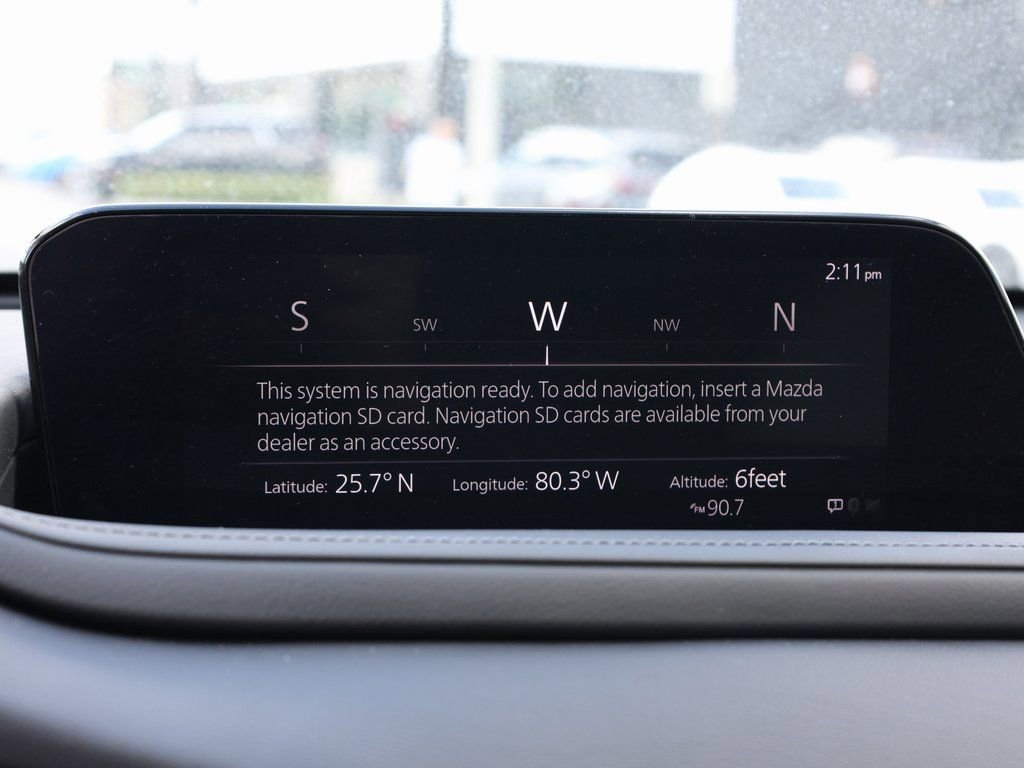 2:11pm
S SW W NW N
This system is navigation ready. To add navigation, insert a Mazda
navigation SD card. Navigation SD cards are available from your
dealer as an accessory.
Latitude: 25.7° N Longitude: 80.3° W Altitude: 6feet
FM 90.7